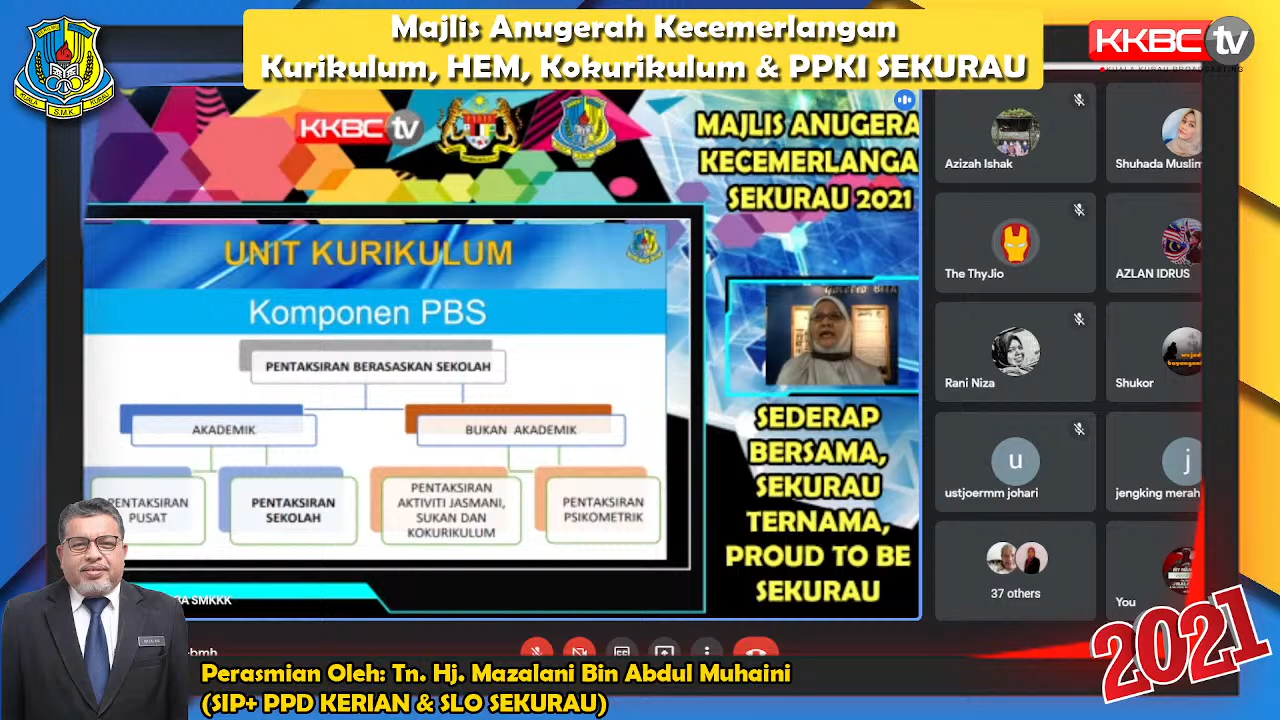 Majlis Anugerah Kecemerlangan
Kurikulum, HEM, Kokurikulum & PPKI SEKURAU
KKBC tv
KUALA KURAU BROADCASTING
S.M.K
KKBC tv
MAJLIS ANUGERA
KECEMERLANGA
SEKURAU 2021
UNIT KURIKULUM
Komponen PBS
PENTAKSIRAN BERASASKAN SEKOLAH
AKADEMIK
BUKAN AKADEMIK
PENTAKSIRAN
PUSAT
PENTAKSIRAN
SEKOLAH
PENTAKSIRAN
AKTIVITI JASMANI,
SUKAN DAN
KOKURIKULUM
PENTAKSIRAN
PSIKOMETRIK
SEDERAP
BERSAMA,
SEKURAU
TERNAMA,
PROUD TO BE
SEKURAU
Azizah Ishak
Shuhada Muslim
The ThyJio
AZLAN IDRUS
Rani Niza
Shukor
u
ustjoermm johari
j
jengking merah
37 others
You
SMKKK
-bmh
2021
Perasmian Oleh: Tn. Hj. Mazalani Bin Abdul Muhaini
(SIP+ PPD KERIAN & SLO SEKURAU)